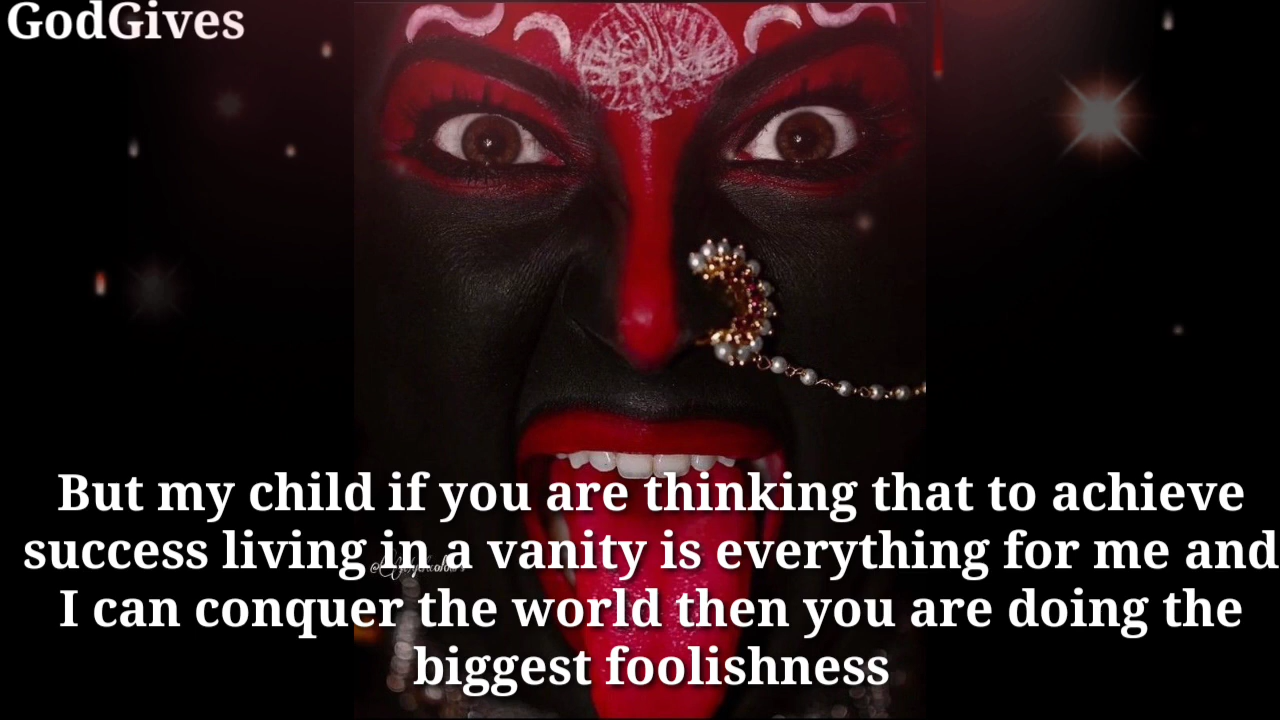 GodGives
But my child if you are thinking that to achieve
success living in a vanity is everything for me and
I can conquer the world then you are doing the
biggest foolishness